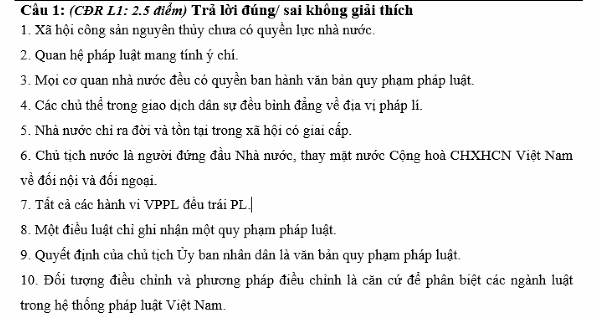 Câu 1: (CĐR L1: 2.5 điểm) Trả lời đúng/ sai không giải thích
1. Xã hội công sản nguyên thủy chưa có quyền lực nhà nước.
2. Quan hệ pháp luật mang tính ý chí.
3. Mọi cơ quan nhà nước đều có quyền ban hành văn bản quy phạm pháp luật.
4. Các chủ thể trong giao dịch dân sự đều bình đẳng về địa vị pháp lí.
5. Nhà nước chỉ ra đời và tồn tại trong xã hội có giai cấp.
6. Chủ tịch nước là người đứng đầu Nhà nước, thay mặt nước Cộng hoà CHXHCN Việt Nam
về đối nội và đối ngoại.
7. Tất cả các hành vi VPPL đều trái PL.
8. Một điều luật chỉ ghi nhận một quy phạm pháp luật.
9. Quyết định của chủ tịch Ủy ban nhân dân là văn bản quy phạm pháp luật.
10. Đối tượng điều chỉnh và phương pháp điều chỉnh là căn cứ để phân biệt các ngành luật
trong hệ thống pháp luật Việt Nam.